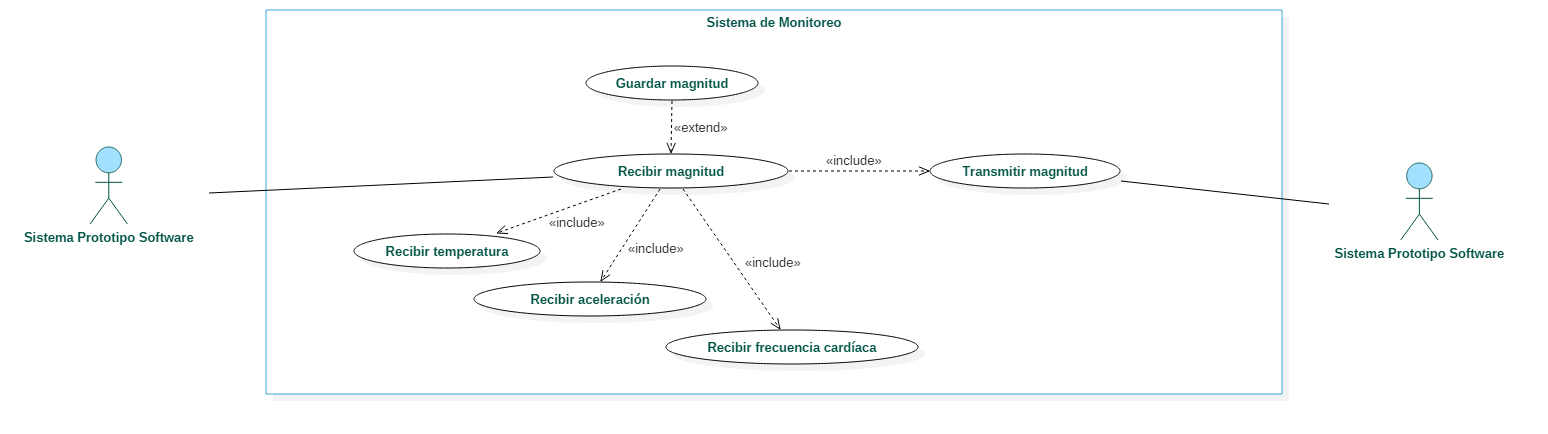 Sistema de Monitoreo
Guardar magnitud
«extend»
Recibir magnitud
«include»
Transmitir magnitud
Sistema Prototipo Software
«include»
Recibir temperatura
«include»
«include»
Sistema Prototipo Software
Recibir aceleración
Recibir frecuencia cardíaca